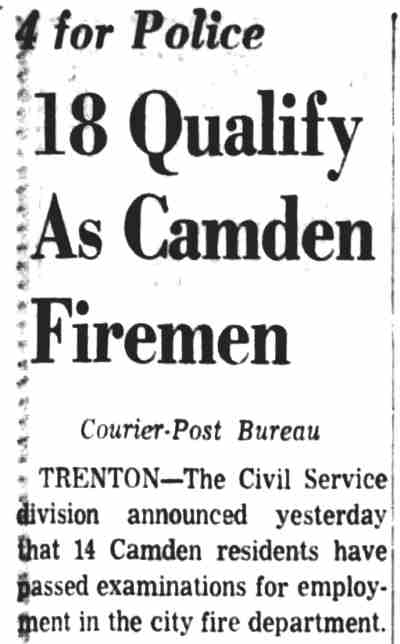 4 for Police
18 Qualify
As Camden
Firemen
Courier-Post Bureau
TRENTON—The Civil Service
division announced yesterday
that 14 Camden residents have
passed examinations for employ-
ment in the city fire department.